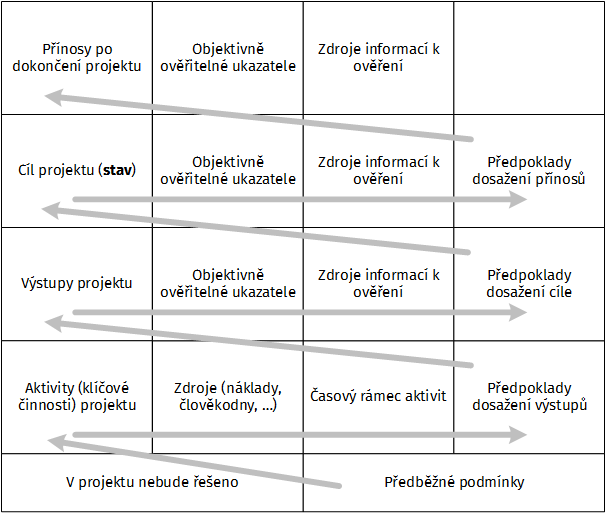 Přínosy po
dokončení projektu
Objektivně
ověřitelné ukazatele
Zdroje informací k
ověření
Cíl projektu (stav)
Objektivně
ověřitelné ukazatele
Zdroje informací k
ověření
Předpoklady
dosažení přínosů
Výstupy projektu
Objektivně
ověřitelné ukazatele
Zdroje informací k
ověření
Předpoklady
dosažení cíle
Aktivity (klíčové
činnosti) projektu
Zdroje (náklady,
člověkodny, ...)
Časový rámec aktivit
Předpoklady
dosažení výstupů
V projektu nebude řešeno
Předběžné podmínky